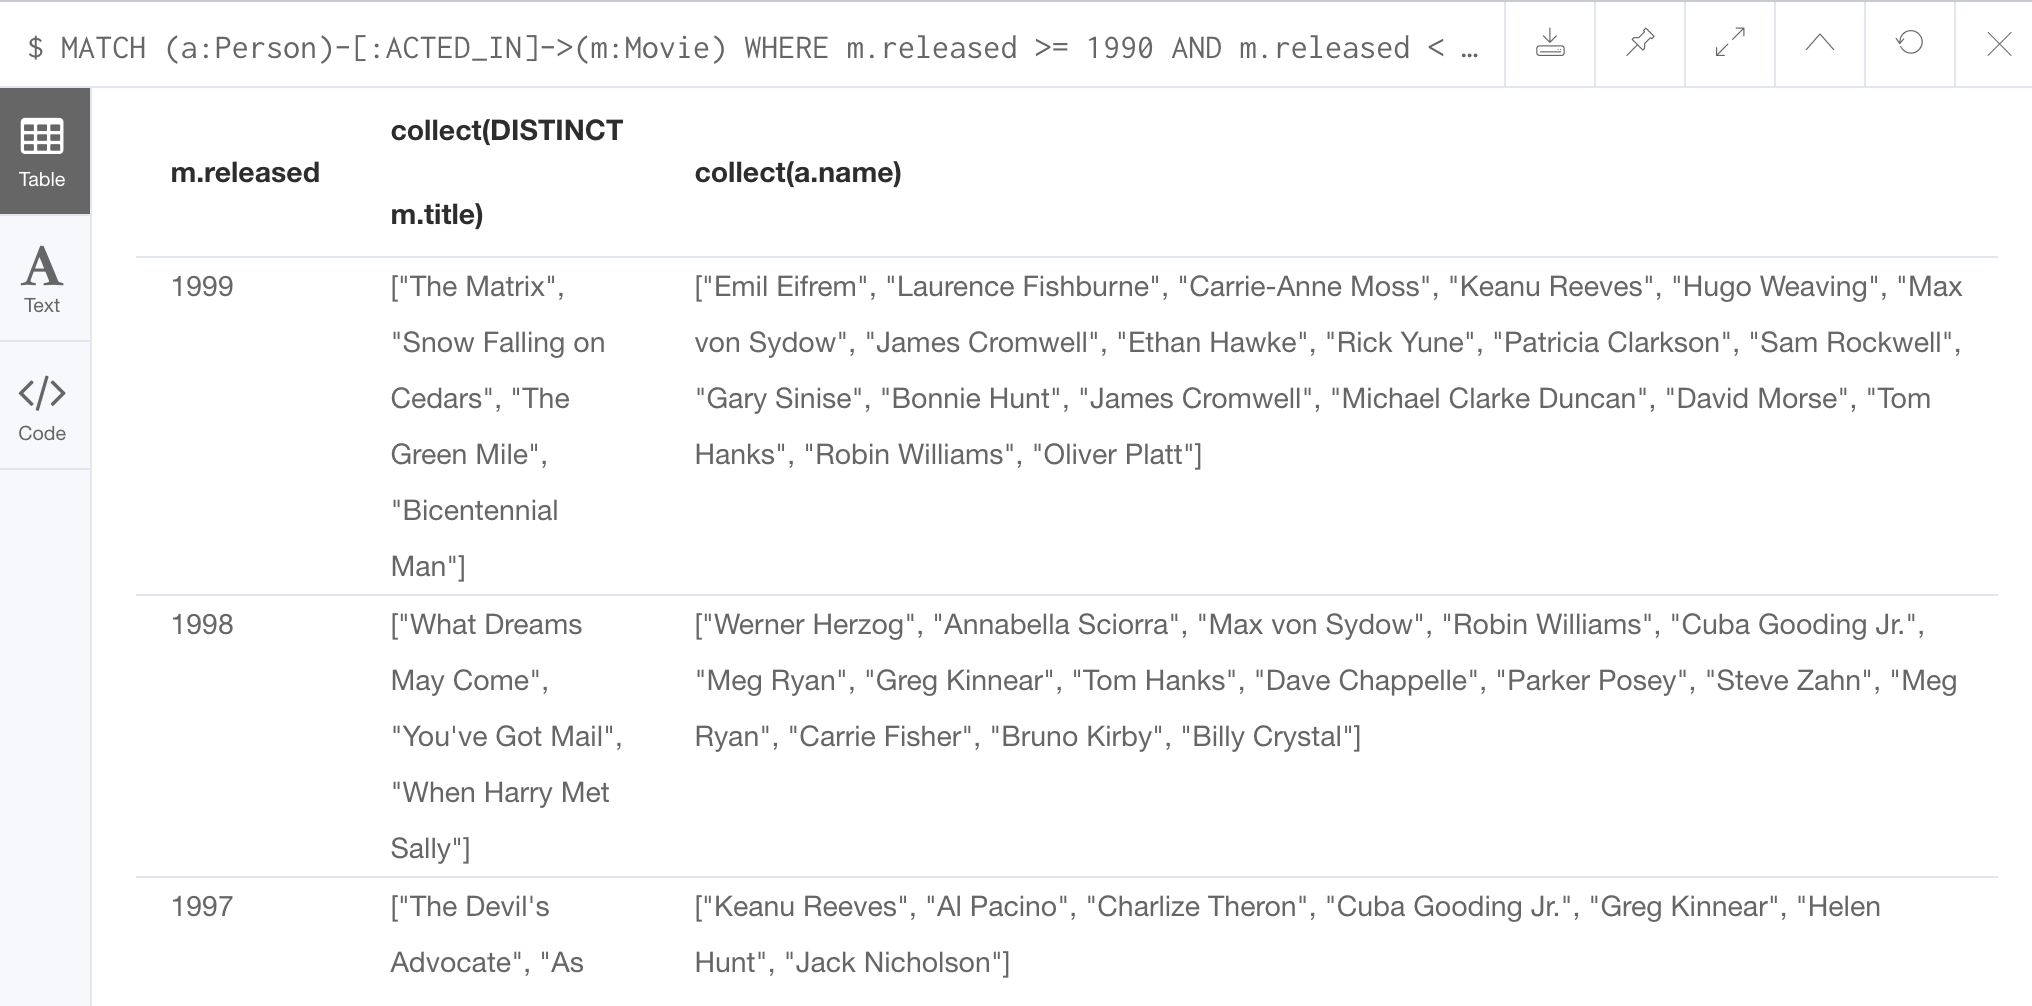 $ MATCH (a:Person)-[:ACTED_IN]->(m:Movie) WHERE m.released >= 1990 AND m.released < …
Table
Text
Code
m.released
collect(DISTINCT
m.title)
collect(a.name)
1999
["The Matrix",
"Snow Falling on
Cedars", "The
Green Mile",
"Bicentennial
Man"]
["Emil Eifrem", "Laurence Fishburne", "Carrie-Anne Moss", "Keanu Reeves", "Hugo Weaving", "Max
von Sydow", "James Cromwell", "Ethan Hawke", "Rick Yune", "Patricia Clarkson", "Sam Rockwell",
"Gary Sinise", "Bonnie Hunt", "James Cromwell", "Michael Clarke Duncan", "David Morse", "Tom
Hanks", "Robin Williams", "Oliver Platt"]
1998
["What Dreams
May Come",
"You've Got Mail",
"When Harry Met
Sally"]
["Werner Herzog", "Annabella Sciorra", "Max von Sydow", "Robin Williams", "Cuba Gooding Jr.",
"Meg Ryan", "Greg Kinnear", "Tom Hanks", "Dave Chappelle", "Parker Posey", "Steve Zahn", "Meg
Ryan", "Carrie Fisher", "Bruno Kirby", "Billy Crystal"]
1997
["The Devil's
Advocate", "As
["Keanu Reeves", "Al Pacino", "Charlize Theron", "Cuba Gooding Jr.", "Greg Kinnear", "Helen
Hunt", "Jack Nicholson"]